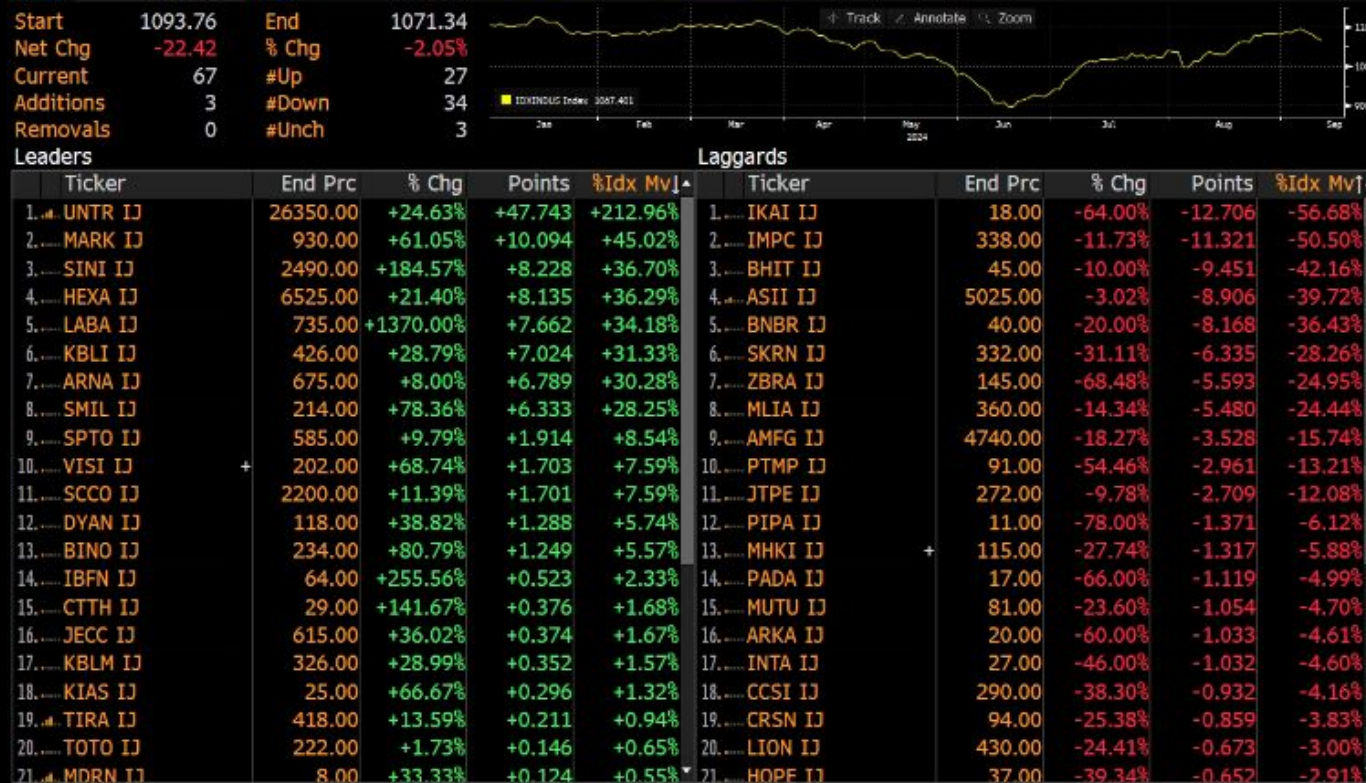 Start 1093.76 End 1071.34
Net Chg -22.42 % Chg -2.05%
Current 67 #Up 27
Additions 3 #Down 34
Removals 0 #Unch 3
Track Annotate Zoom
IDXINDUS Index 1067.401
Jan Feb Mar Apr May Jun Jul Aug Sep
2024
Leaders Laggards
Ticker End Prc % Chg Points %Idx Mv↓ Ticker End Prc % Chg Points %Idx Mv↑
1. UNTR IJ 26350.00 +24.63% +47.743 +212.96% 1. IKAI IJ 18.00 -64.00% -12.706 -56.68%
2. MARK IJ 930.00 +61.05% +10.094 +45.02% 2. IMPC IJ 338.00 -11.73% -11.321 -50.50%
3. SINI IJ 2490.00 +184.57% +8.228 +36.70% 3. BHIT IJ 45.00 -10.00% -9.451 -42.16%
4. HEXA IJ 6525.00 +21.40% +8.135 +36.29% 4. ASII IJ 5025.00 -3.02% -8.906 -39.72%
5. LABA IJ 735.00 +1370.00% +7.662 +34.18% 5. BNBR IJ 40.00 -20.00% -8.168 -36.43%
6. KBLI IJ 426.00 +28.79% +7.024 +31.33% 6. SKRN IJ 332.00 -31.11% -6.335 -28.26%
7. ARNA IJ 675.00 +8.00% +6.789 +30.28% 7. ZBRA IJ 145.00 -68.48% -5.593 -24.95%
8. SMIL IJ 214.00 +78.36% +6.333 +28.25% 8. MLIA IJ 360.00 -14.34% -5.480 -24.44%
9. SPTO IJ 585.00 +9.79% +1.914 +8.54% 9. AMFG IJ 4740.00 -18.27% -3.528 -15.74%
10. VISI IJ + 202.00 +68.74% +1.703 +7.59% 10. PTMP IJ 91.00 -54.46% -2.961 -13.21%
11. SCCO IJ 2200.00 +11.39% +1.701 +7.59% 11. JTPE IJ 272.00 -9.78% -2.709 -12.08%
12. DYAN IJ 118.00 +38.82% +1.288 +5.74% 12. PIPA IJ 11.00 -78.00% -1.371 -6.12%
13. BINO IJ 234.00 +80.79% +1.249 +5.57% 13. MHKI IJ + 115.00 -27.74% -1.317 -5.88%
14. IBFN IJ 64.00 +255.56% +0.523 +2.33% 14. PADA IJ 17.00 -66.00% -1.119 -4.99%
15. CTTH IJ 29.00 +141.67% +0.376 +1.68% 15. MUTU IJ 81.00 -23.60% -1.054 -4.70%
16. JECC IJ 615.00 +36.02% +0.374 +1.67% 16. ARKA IJ 20.00 -60.00% -1.033 -4.61%
17. KBLM IJ 326.00 +28.99% +0.352 +1.57% 17. INTA IJ 27.00 -46.00% -1.032 -4.60%
18. KIAS IJ 25.00 +66.67% +0.296 +1.32% 18. CCSI IJ 290.00 -38.30% -0.932 -4.16%
19. TIRA IJ 418.00 +13.59% +0.211 +0.94% 19. CRSN IJ 94.00 -25.38% -0.859 -3.83%
20. TOTO IJ 222.00 +1.73% +0.146 +0.65% 20. LION IJ 430.00 -24.41% -0.673 -3.00%
21. MDRN IJ 8.00 +33.33% +0.124 +0.55% 21. HOPE IJ 37.00 -39.34% -0.652 -2.91%